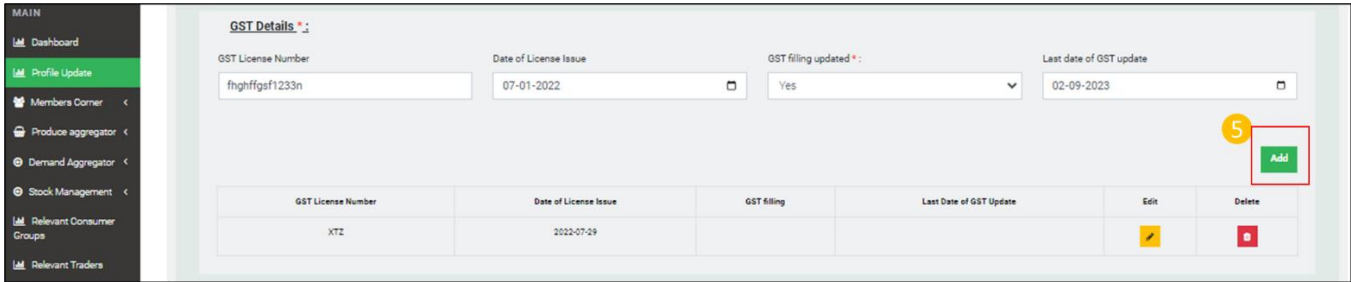 MAIN
Dashboard
Profile Update
Members Corner
Produce aggregator
Demand Aggregator
Stock Management
Relevant Consumer
Groups
Relevant Traders
GST Details * :
GST License Number
Date of License Issue
GST filling updated * :
Last date of GST update
fhghffgsf1233n
07-01-2022
Yes
02-09-2023
5
Add
GST License Number
Date of License Issue
GST filling
Last Date of GST Update
Edit
Delete
XTZ
2022-07-29